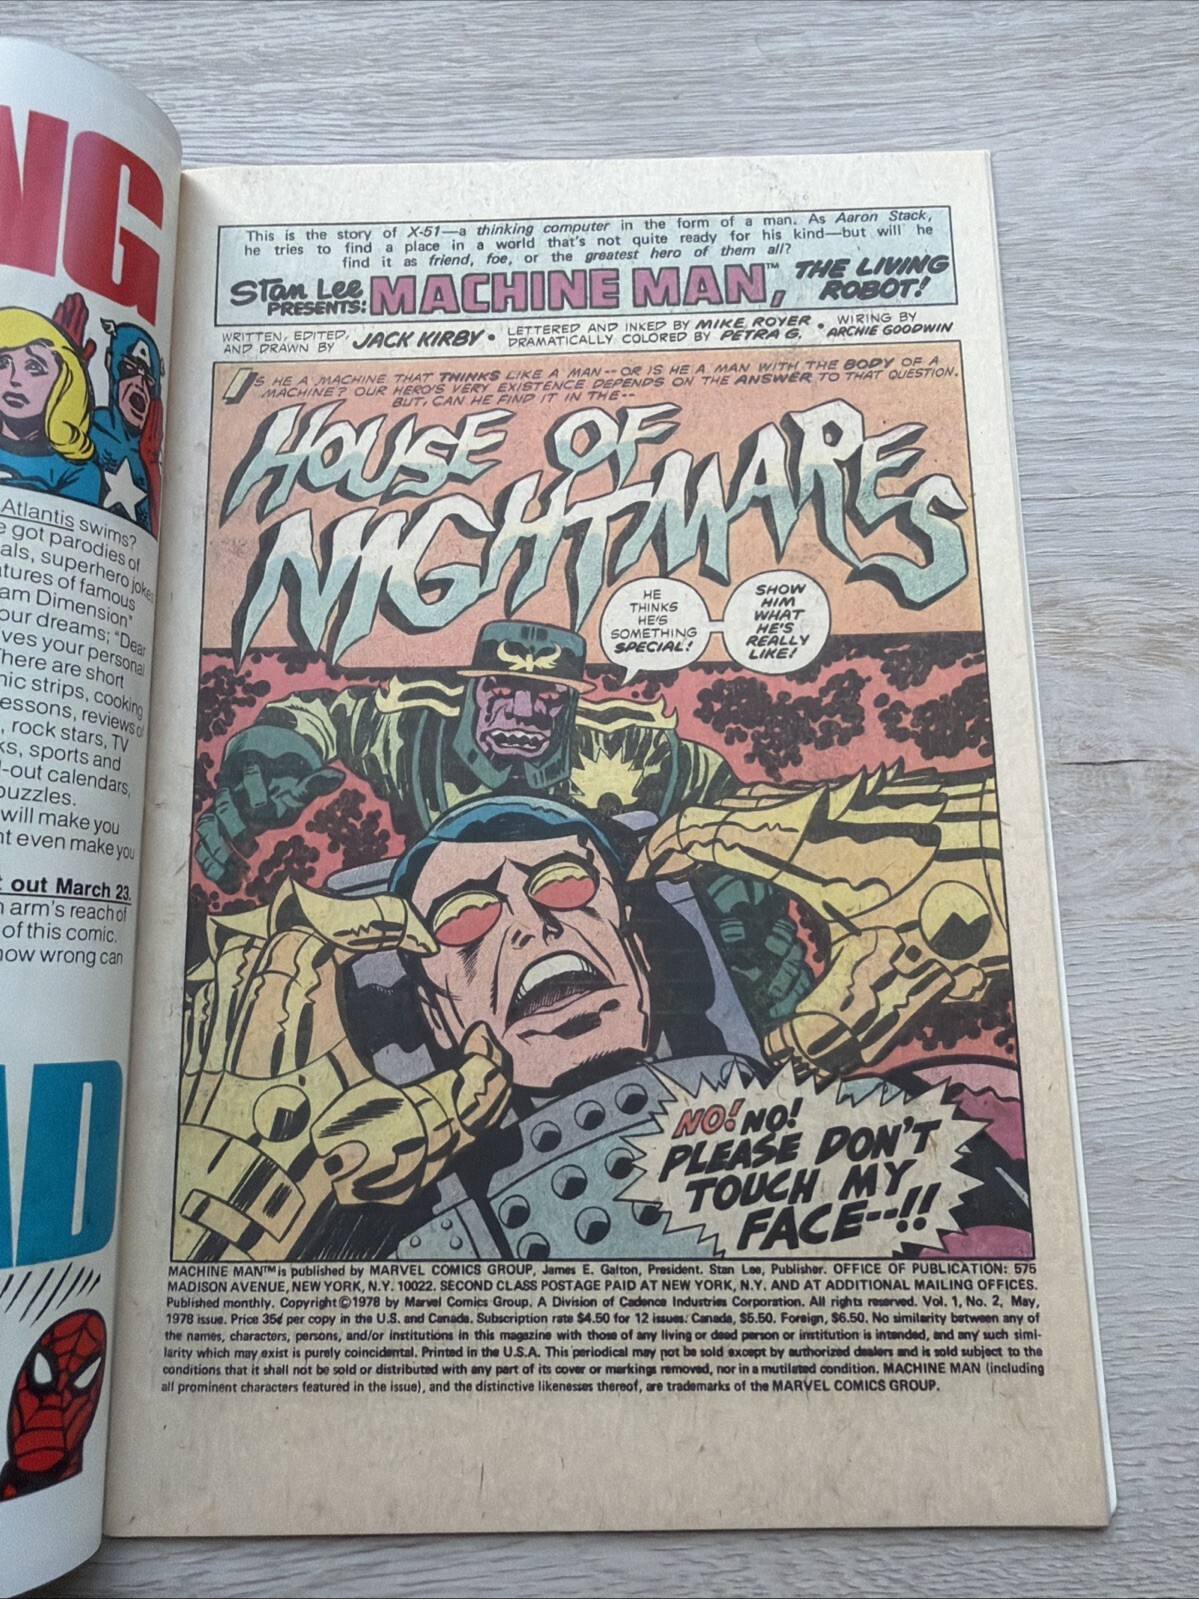 NG
Atlantis swims?
e got parodies of
als, superhero jokes
atures of famous
am Dimension"
our dreams; "Dear
ves your personal
here are short
nic strips, cooking
essons, reviews of
, rock stars, TV
ks, sports and
l-out calendars,
puzzles.
will make you
ht even make you
t out March 23.
n arm's reach of
of this comic.
now wrong can
AD
This is the story of X-51—a thinking computer in the form of a man. As Aaron Stack,
he tries to find a place in a world that's not quite ready for his kind—but will he
find it as friend, foe, or the greatest hero of them all?
STAN LEE
PRESENTS:
MACHINE MAN,™
THE LIVING
ROBOT!
WRITTEN, EDITED,
AND DRAWN BY
JACK KIRBY •
LETTERED AND INKED BY MIKE ROYER
DRAMATICALLY COLORED BY PETRA G.
•
WIRING BY
ARCHIE GOODWIN
IS HE A MACHINE THAT THINKS LIKE A MAN--OR IS HE A MAN WITH THE BODY OF A
MACHINE? OUR HERO'S VERY EXISTENCE DEPENDS ON THE ANSWER TO THAT QUESTION.
BUT, CAN HE FIND IT IN THE--
HOUSE OF
NIGHTMARES
HE
THINKS
HE'S
SOMETHING
SPECIAL!
SHOW
HIM
WHAT
HE'S
REALLY
LIKE!
NO! NO!
PLEASE DON'T
TOUCH MY
FACE--!!
MACHINE MAN™ is published by MARVEL COMICS GROUP, James E. Galton, President. Stan Lee, Publisher. OFFICE OF PUBLICATION: 575
MADISON AVENUE, NEW YORK, N.Y. 10022. SECOND CLASS POSTAGE PAID AT NEW YORK, N.Y. AND AT ADDITIONAL MAILING OFFICES.
Published monthly. Copyright ©1978 by Marvel Comics Group. A Division of Cadence Industries Corporation. All rights reserved. Vol. 1, No. 2, May,
1978 issue. Price 35¢ per copy in the U.S. and Canada. Subscription rate $4.50 for 12 issues. Canada, $5.50. Foreign, $6.50. No similarity between any of
the names, characters, persons, and/or institutions in this magazine with those of any living or dead person or institution is intended, and any such simi-
larity which may exist is purely coincidental. Printed in the U.S.A. This periodical may not be sold except by authorized dealers and is sold subject to the
conditions that it shall not be sold or distributed with any part of its cover or markings removed, nor in a mutilated condition. MACHINE MAN (including
all prominent characters featured in the issue), and the distinctive likenesses thereof, are trademarks of the MARVEL COMICS GROUP.